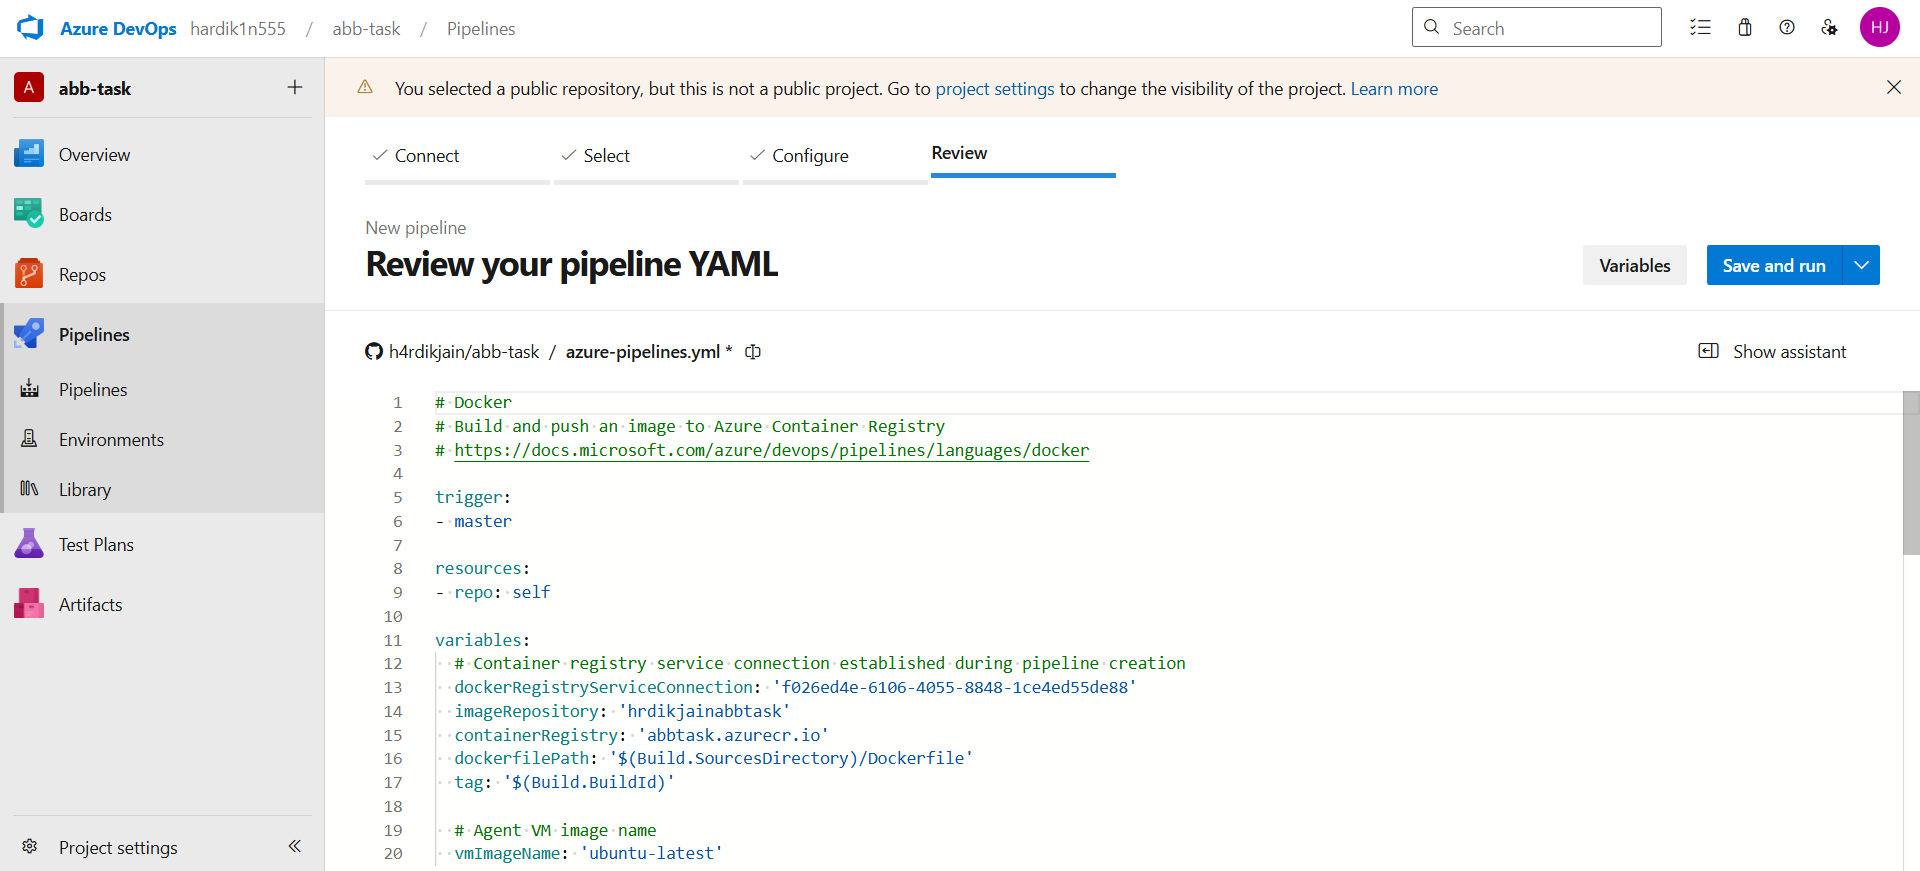 Azure DevOps hardik1n555 / abb-task / Pipelines Search HJ
A abb-task
You selected a public repository, but this is not a public project. Go to project settings to change the visibility of the project. Learn more
Overview
Boards
Repos
Pipelines
Pipelines
Environments
Library
Test Plans
Artifacts
Project settings
Connect Select Configure Review
New pipeline
Review your pipeline YAML
Variables Save and run
h4rdikjain/abb-task / azure-pipelines.yml * Show assistant
1 # Docker
2 # Build and push an image to Azure Container Registry
3 # https://docs.microsoft.com/azure/devops/pipelines/languages/docker
4
5 trigger:
6 - master
7
8 resources:
9 - repo: self
10
11 variables:
12 # Container registry service connection established during pipeline creation
13 dockerRegistryServiceConnection: 'f026ed4e-6106-4055-8848-1ce4ed55de88'
14 imageRepository: 'hrdikjainabbtask'
15 containerRegistry: 'abbtask.azurecr.io'
16 dockerfilePath: '$(Build.SourcesDirectory)/Dockerfile'
17 tag: '$(Build.BuildId)'
18
19 # Agent VM image name
20 vmImageName: 'ubuntu-latest'